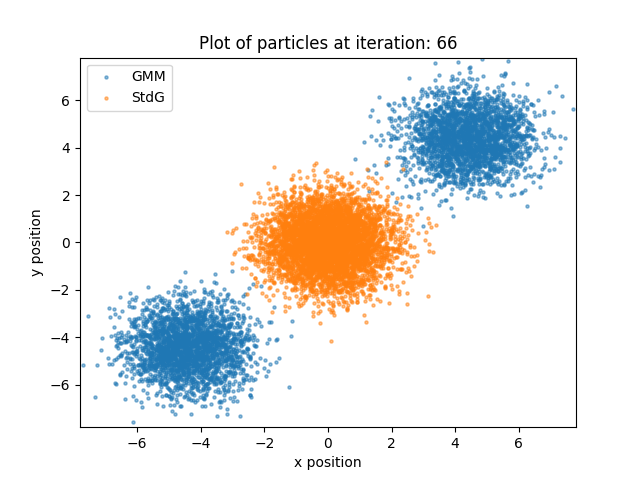 Plot of particles at iteration: 66
GMM
StdG
6
4
2
0
−2
−4
−6
y position
−6 −4 −2 0 2 4 6
x position